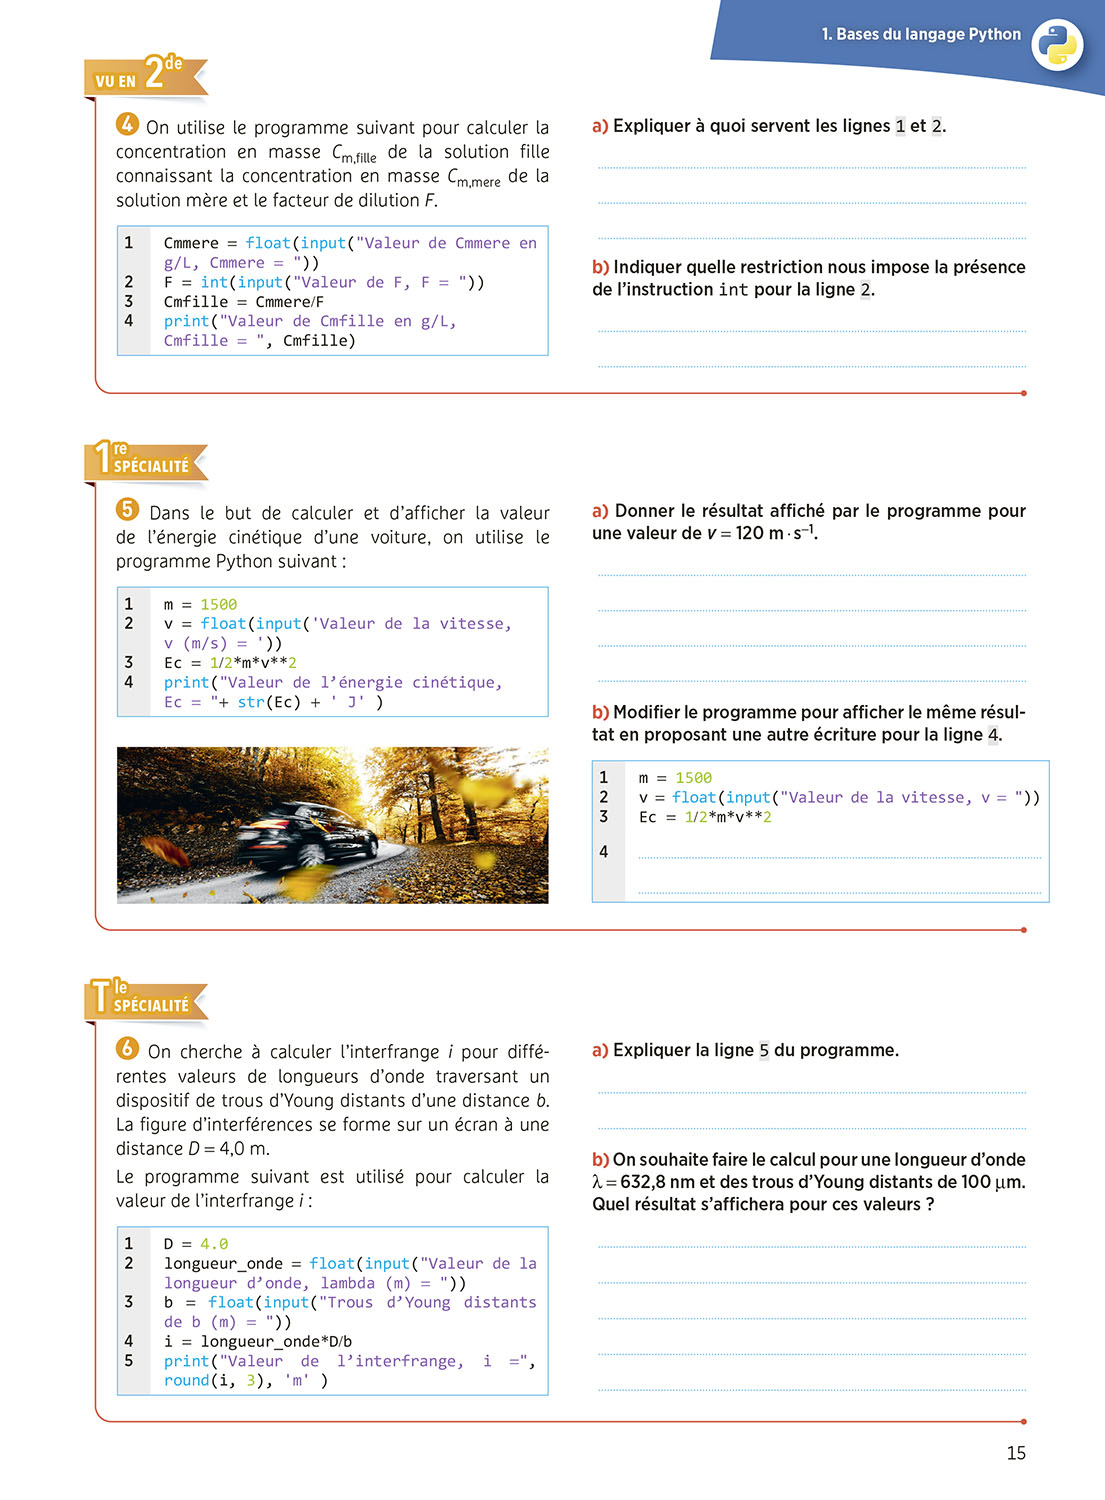 1. Bases du langage Python
VU EN 2de
4 On utilise le programme suivant pour calculer la
concentration en masse Cm,fille de la solution fille
connaissant la concentration en masse Cm,mere de la
solution mère et le facteur de dilution F.
1 Cmmere = float(input("Valeur de Cmmere en
g/L, Cmmere = "))
2 F = int(input("Valeur de F, F = "))
3 Cmfille = Cmmere/F
4 print("Valeur de Cmfille en g/L,
Cmfille = ", Cmfille)
a) Expliquer à quoi servent les lignes 1 et 2.
b) Indiquer quelle restriction nous impose la présence
de l'instruction int pour la ligne 2.
1re SPÉCIALITÉ
5 Dans le but de calculer et d'afficher la valeur
de l'énergie cinétique d'une voiture, on utilise le
programme Python suivant :
1 m = 1500
2 v = float(input('Valeur de la vitesse,
v (m/s) = '))
3 Ec = 1/2*m*v**2
4 print("Valeur de l'énergie cinétique,
Ec = "+ str(Ec) + ' J' )
a) Donner le résultat affiché par le programme pour
une valeur de v = 120 m · s⁻¹.
b) Modifier le programme pour afficher le même résul-
tat en proposant une autre écriture pour la ligne 4.
1 m = 1500
2 v = float(input("Valeur de la vitesse, v = "))
3 Ec = 1/2*m*v**2
4
Tle SPÉCIALITÉ
6 On cherche à calculer l'interfrange i pour diffé-
rentes valeurs de longueurs d'onde traversant un
dispositif de trous d'Young distants d'une distance b.
La figure d'interférences se forme sur un écran à une
distance D = 4,0 m.
Le programme suivant est utilisé pour calculer la
valeur de l'interfrange i :
1 D = 4.0
2 longueur_onde = float(input("Valeur de la
longueur d'onde, lambda (m) = "))
3 b = float(input("Trous d'Young distants
de b (m) = "))
4 i = longueur_onde*D/b
5 print("Valeur de l'interfrange, i =",
round(i, 3), 'm' )
a) Expliquer la ligne 5 du programme.
b) On souhaite faire le calcul pour une longueur d'onde
λ = 632,8 nm et des trous d'Young distants de 100 µm.
Quel résultat s'affichera pour ces valeurs ?
15